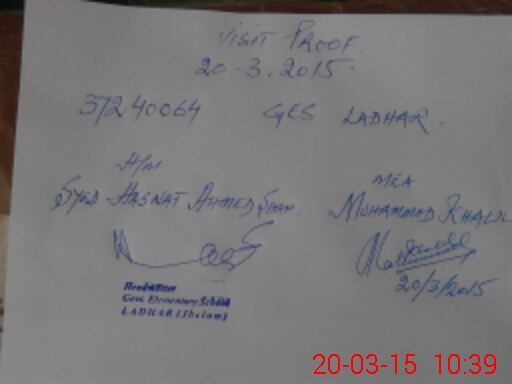 VISIT PROOF
20-3.2015
37240064 GES LADHAR.
H/M
SYED HASNAT AHMED SHAH.
MEA
MUHAMMAD KHALIL
20/3/2015
Headmaster
Govt. Elementary School
LADHAR (Jhelum)
20-03-15 10:39